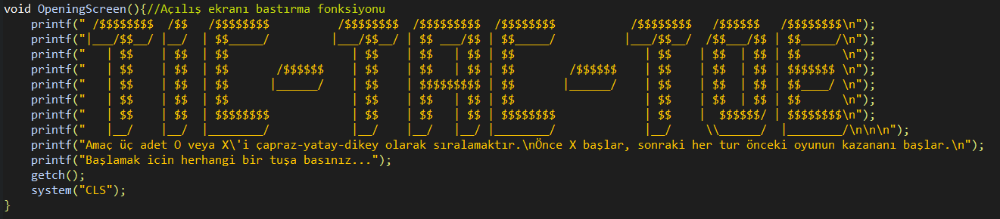 void OpeningScreen(){//Açılış ekranı bastırma fonksiyonu
    printf(" /$$$$$$$$  /$$   /$$$$$$$$          /$$$$$$$$  /$$$$$$$$$  /$$$$$$$$           /$$$$$$$$   /$$$$$$   /$$$$$$$$\n");
    printf("|___/$$__/ |__/  | $$_____/         |___/$$__/ | $$ ___/$$ | $$_____/          |___/$$__/  /$$___/$$ | $$_____/\n");
    printf("   | $$    | $$  | $$                  | $$    | $$   | $$ | $$                   | $$    | $$  | $$ | $$      \n");
    printf("   | $$    | $$  | $$       /$$$$$$    | $$    | $$   | $$ | $$        /$$$$$$    | $$    | $$  | $$ | $$$$$$$ \n");
    printf("   | $$    | $$  | $$      |______/    | $$    | $$$$$$$$$ | $$       |______/    | $$    | $$  | $$ | $$____/ \n");
    printf("   | $$    | $$  | $$                  | $$    | $$   | $$ | $$                   | $$    | $$  | $$ | $$      \n");
    printf("   | $$    | $$  | $$$$$$$$            | $$    | $$   | $$ | $$$$$$$$             | $$    |  $$$$$$/ | $$$$$$$$\n");
    printf("   |__/    |__/  |________/            |__/    |__/   |__/ |________/             |__/     \\______/  |________/\n\n\n");
    printf("Amaç üç adet O veya X\'i çapraz-yatay-dikey olarak sıralamaktır.\nÖnce X başlar, sonraki her tur önceki oyunun kazananı başlar.\n");
    printf("Başlamak icin herhangi bir tuşa basınız...");
    getch();
    system("CLS");
}